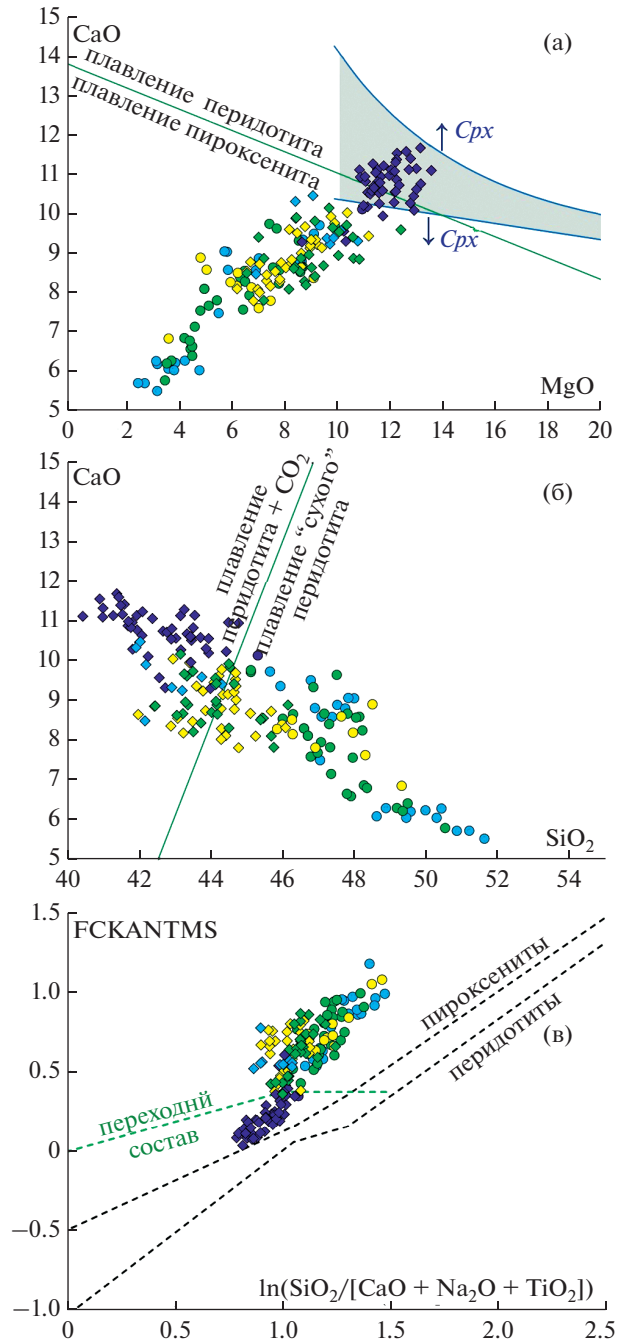 15
CaO
(а)
14
13
плавление перидотита
плавление пироксенита
↑ Cpx
12
11
10
↓ Cpx
9
8
7
6
5
MgO
0 2 4 6 8 10 12 14 16 18 20
15
CaO
(б)
14
плавление
перидотита + CO2
плавление “сухого”
перидотита
13
12
11
10
9
8
7
6
SiO2
5
40 42 44 46 48 50 52 54
1.5
FCKANTMS
1.0
пироксениты
перидотиты
(в)
0.5
переходнй
состав
0
−0.5
ln(SiO2/[CaO + Na2O + TiO2])
−1.0
0 0.5 1.0 1.5 2.0 2.5